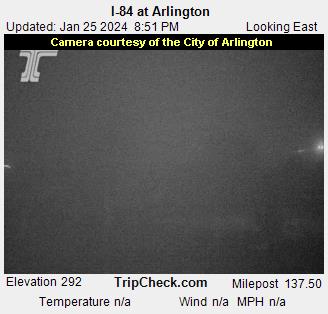 I-84 at Arlington
Updated: Jan 25 2024 8:51 PM Looking East
Camera courtesy of the City of Arlington
Elevation 292 TripCheck.com Milepost 137.50
Temperature n/a Wind n/a MPH n/a